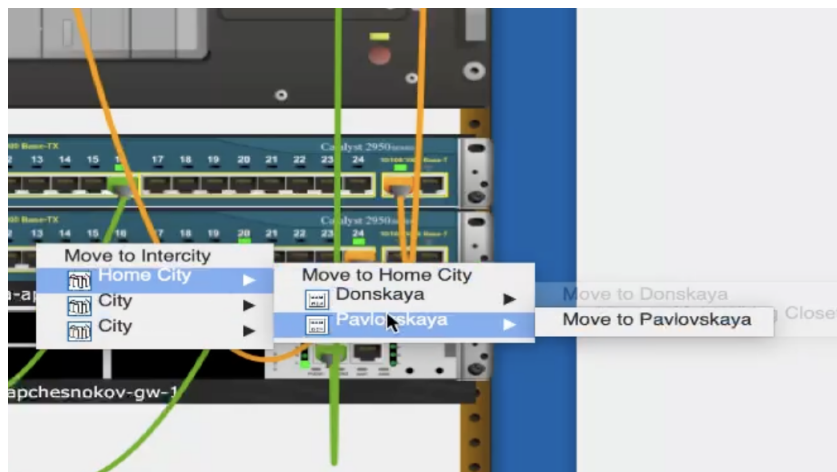 Base-TX
Catalyst 2950
13 14 15 16 17 18 19 20 21 22 23 24
Base-TX
Catalyst 2950
13 14 15 16 17 18 19 20 21 22 23 24
Move to Intercity
Home City
City
City
Move to Home City
Donskaya
Pavlovskaya
Move to Donskaya
Closet
Move to Pavlovskaya
apchesnokov-gw-1